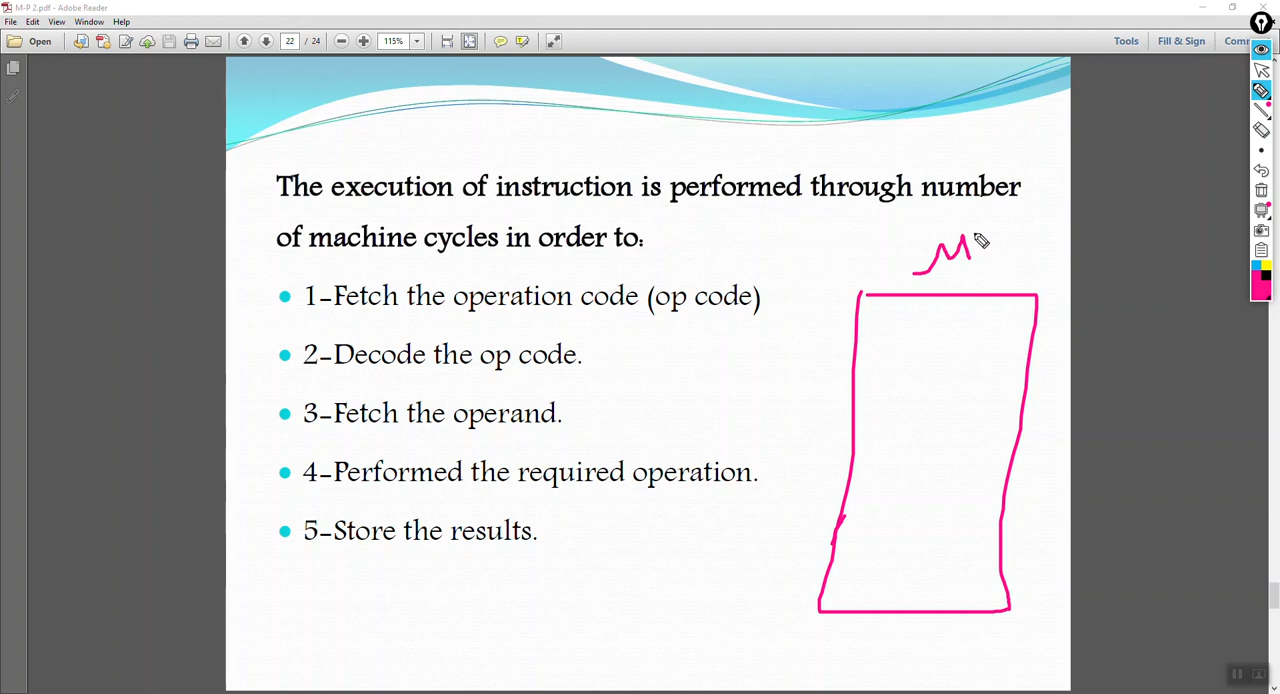 M-P 2.pdf - Adobe Reader
File Edit View Window Help
Open 22 / 24 115% Tools Fill & Sign
The execution of instruction is performed through number
of machine cycles in order to:
M
1-Fetch the operation code (op code)
2-Decode the op code.
3-Fetch the operand.
4-Performed the required operation.
5-Store the results.